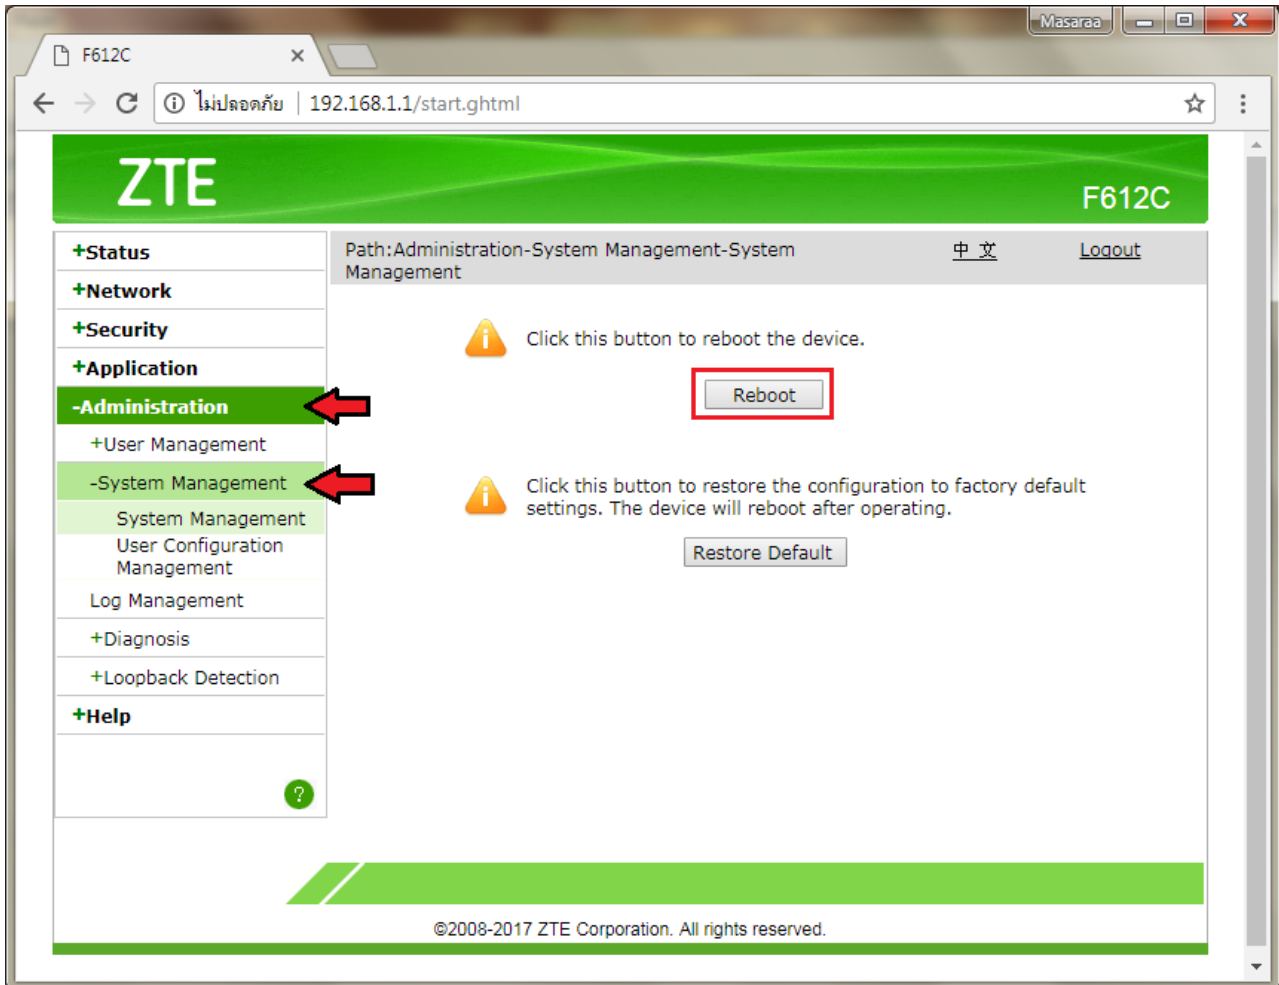 Masaraa
F612C
ไม่ปลอดภัย | 192.168.1.1/start.ghtml
ZTE
F612C
+Status
+Network
+Security
+Application
-Administration
+User Management
-System Management
System Management
User Configuration
Management
Log Management
+Diagnosis
+Loopback Detection
+Help
?
Path:Administration-System Management-System
Management
中 文
Logout
Click this button to reboot the device.
Reboot
Click this button to restore the configuration to factory default
settings. The device will reboot after operating.
Restore Default
©2008-2017 ZTE Corporation. All rights reserved.